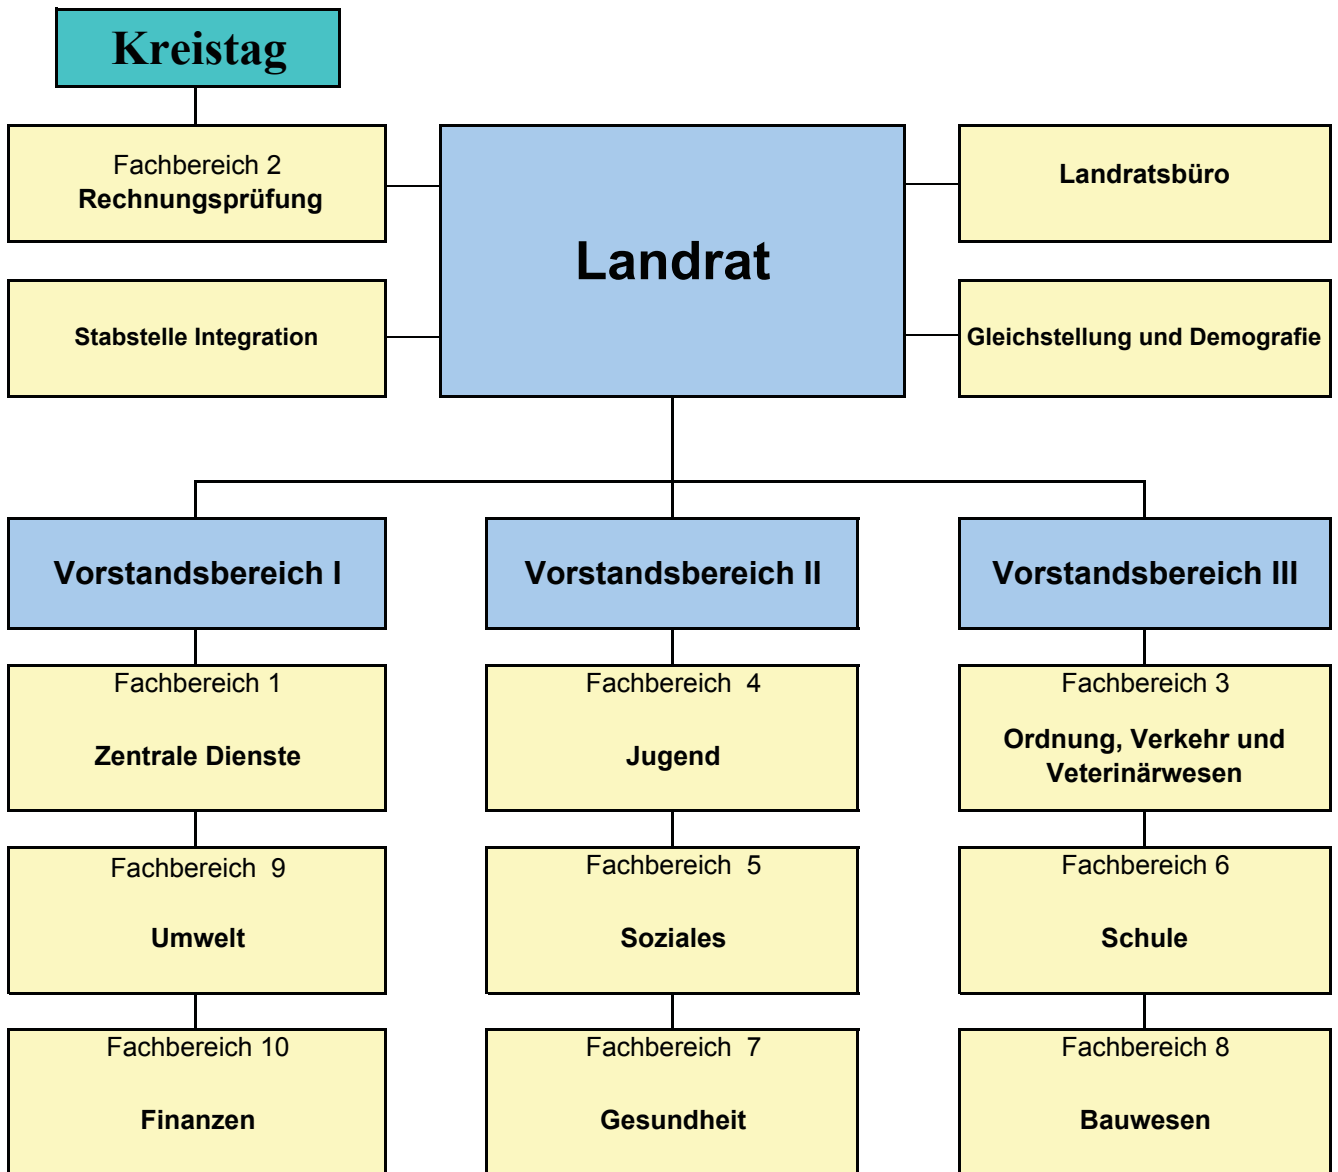 Kreistag
Fachbereich 2
Rechnungsprüfung
Landrat
Landratsbüro
Stabstelle Integration
Gleichstellung und Demografie
Vorstandsbereich I
Vorstandsbereich II
Vorstandsbereich III
Fachbereich 1
Zentrale Dienste
Fachbereich 4
Jugend
Fachbereich 3
Ordnung, Verkehr und
Veterinärwesen
Fachbereich 9
Umwelt
Fachbereich 5
Soziales
Fachbereich 6
Schule
Fachbereich 10
Finanzen
Fachbereich 7
Gesundheit
Fachbereich 8
Bauwesen